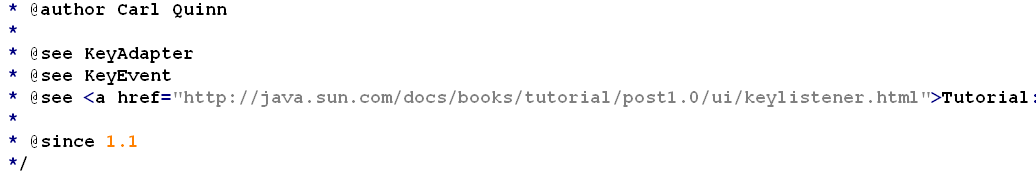 * @author Carl Quinn
*
* @see KeyAdapter
* @see KeyEvent
* @see <a href="http://java.sun.com/docs/books/tutorial/post1.0/ui/keylistener.html">Tutorial:
*
* @since 1.1
*/